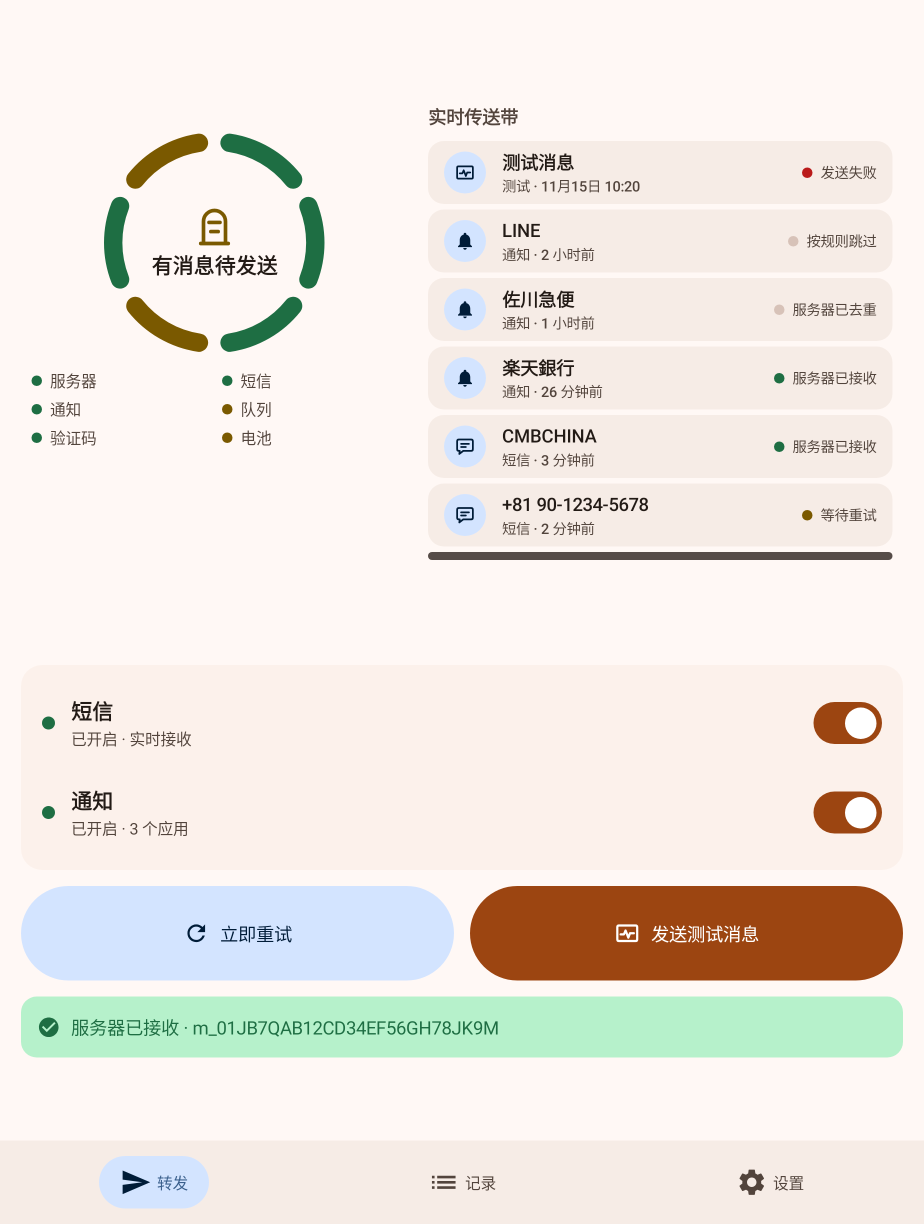 有消息待发送
服务器
短信
通知
队列
验证码
电池
实时传送带
测试消息
测试 · 11月15日 10:20
发送失败
LINE
通知 · 2 小时前
按规则跳过
佐川急便
通知 · 1 小时前
服务器已去重
楽天銀行
通知 · 26 分钟前
服务器已接收
CMBCHINA
短信 · 3 分钟前
服务器已接收
+81 90-1234-5678
短信 · 2 分钟前
等待重试
短信
已开启 · 实时接收
通知
已开启 · 3 个应用
立即重试
发送测试消息
服务器已接收 · m_01JB7QAB12CD34EF56GH78JK9M
转发
记录
设置